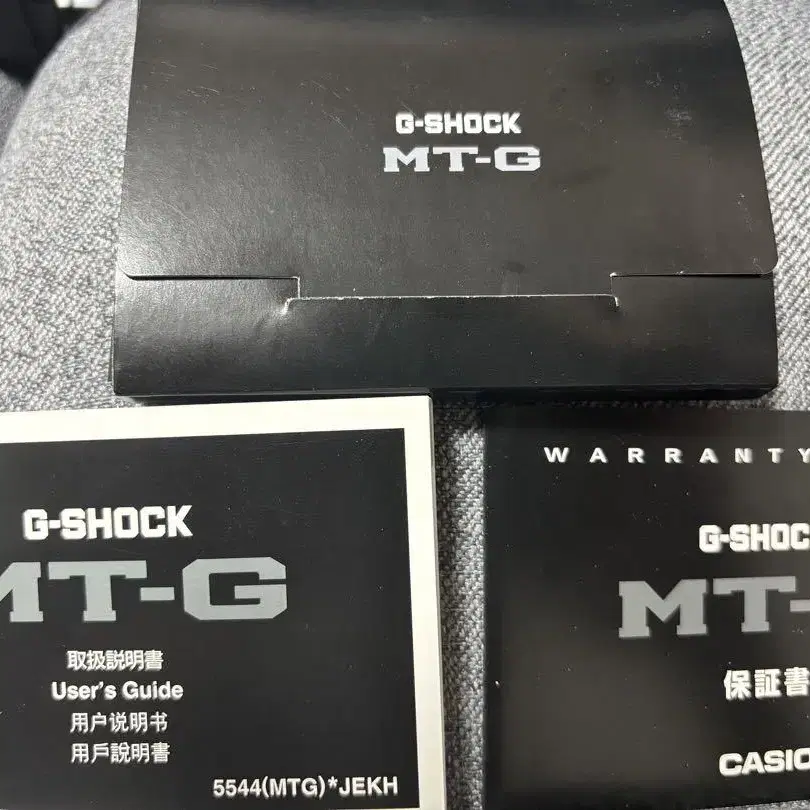 G-SHOCK
MT-G
G-SHOCK
MT-G
取扱説明書
User's Guide
用户说明书
用戶說明書
5544(MTG)*JEKH
WARRANTY
G-SHOC
MT-
保証書
CASIO